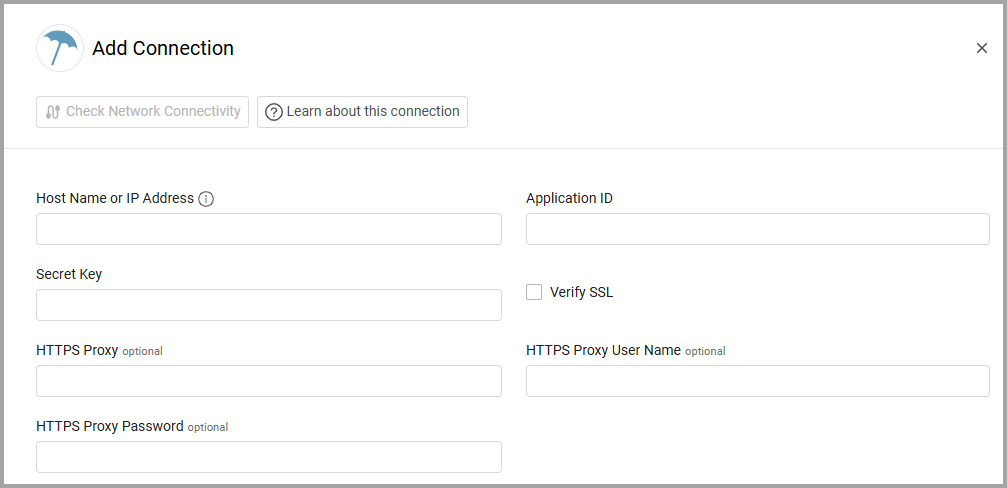 Add Connection
Check Network Connectivity
Learn about this connection
Host Name or IP Address
Application ID
Secret Key
Verify SSL
HTTPS Proxy optional
HTTPS Proxy User Name optional
HTTPS Proxy Password optional